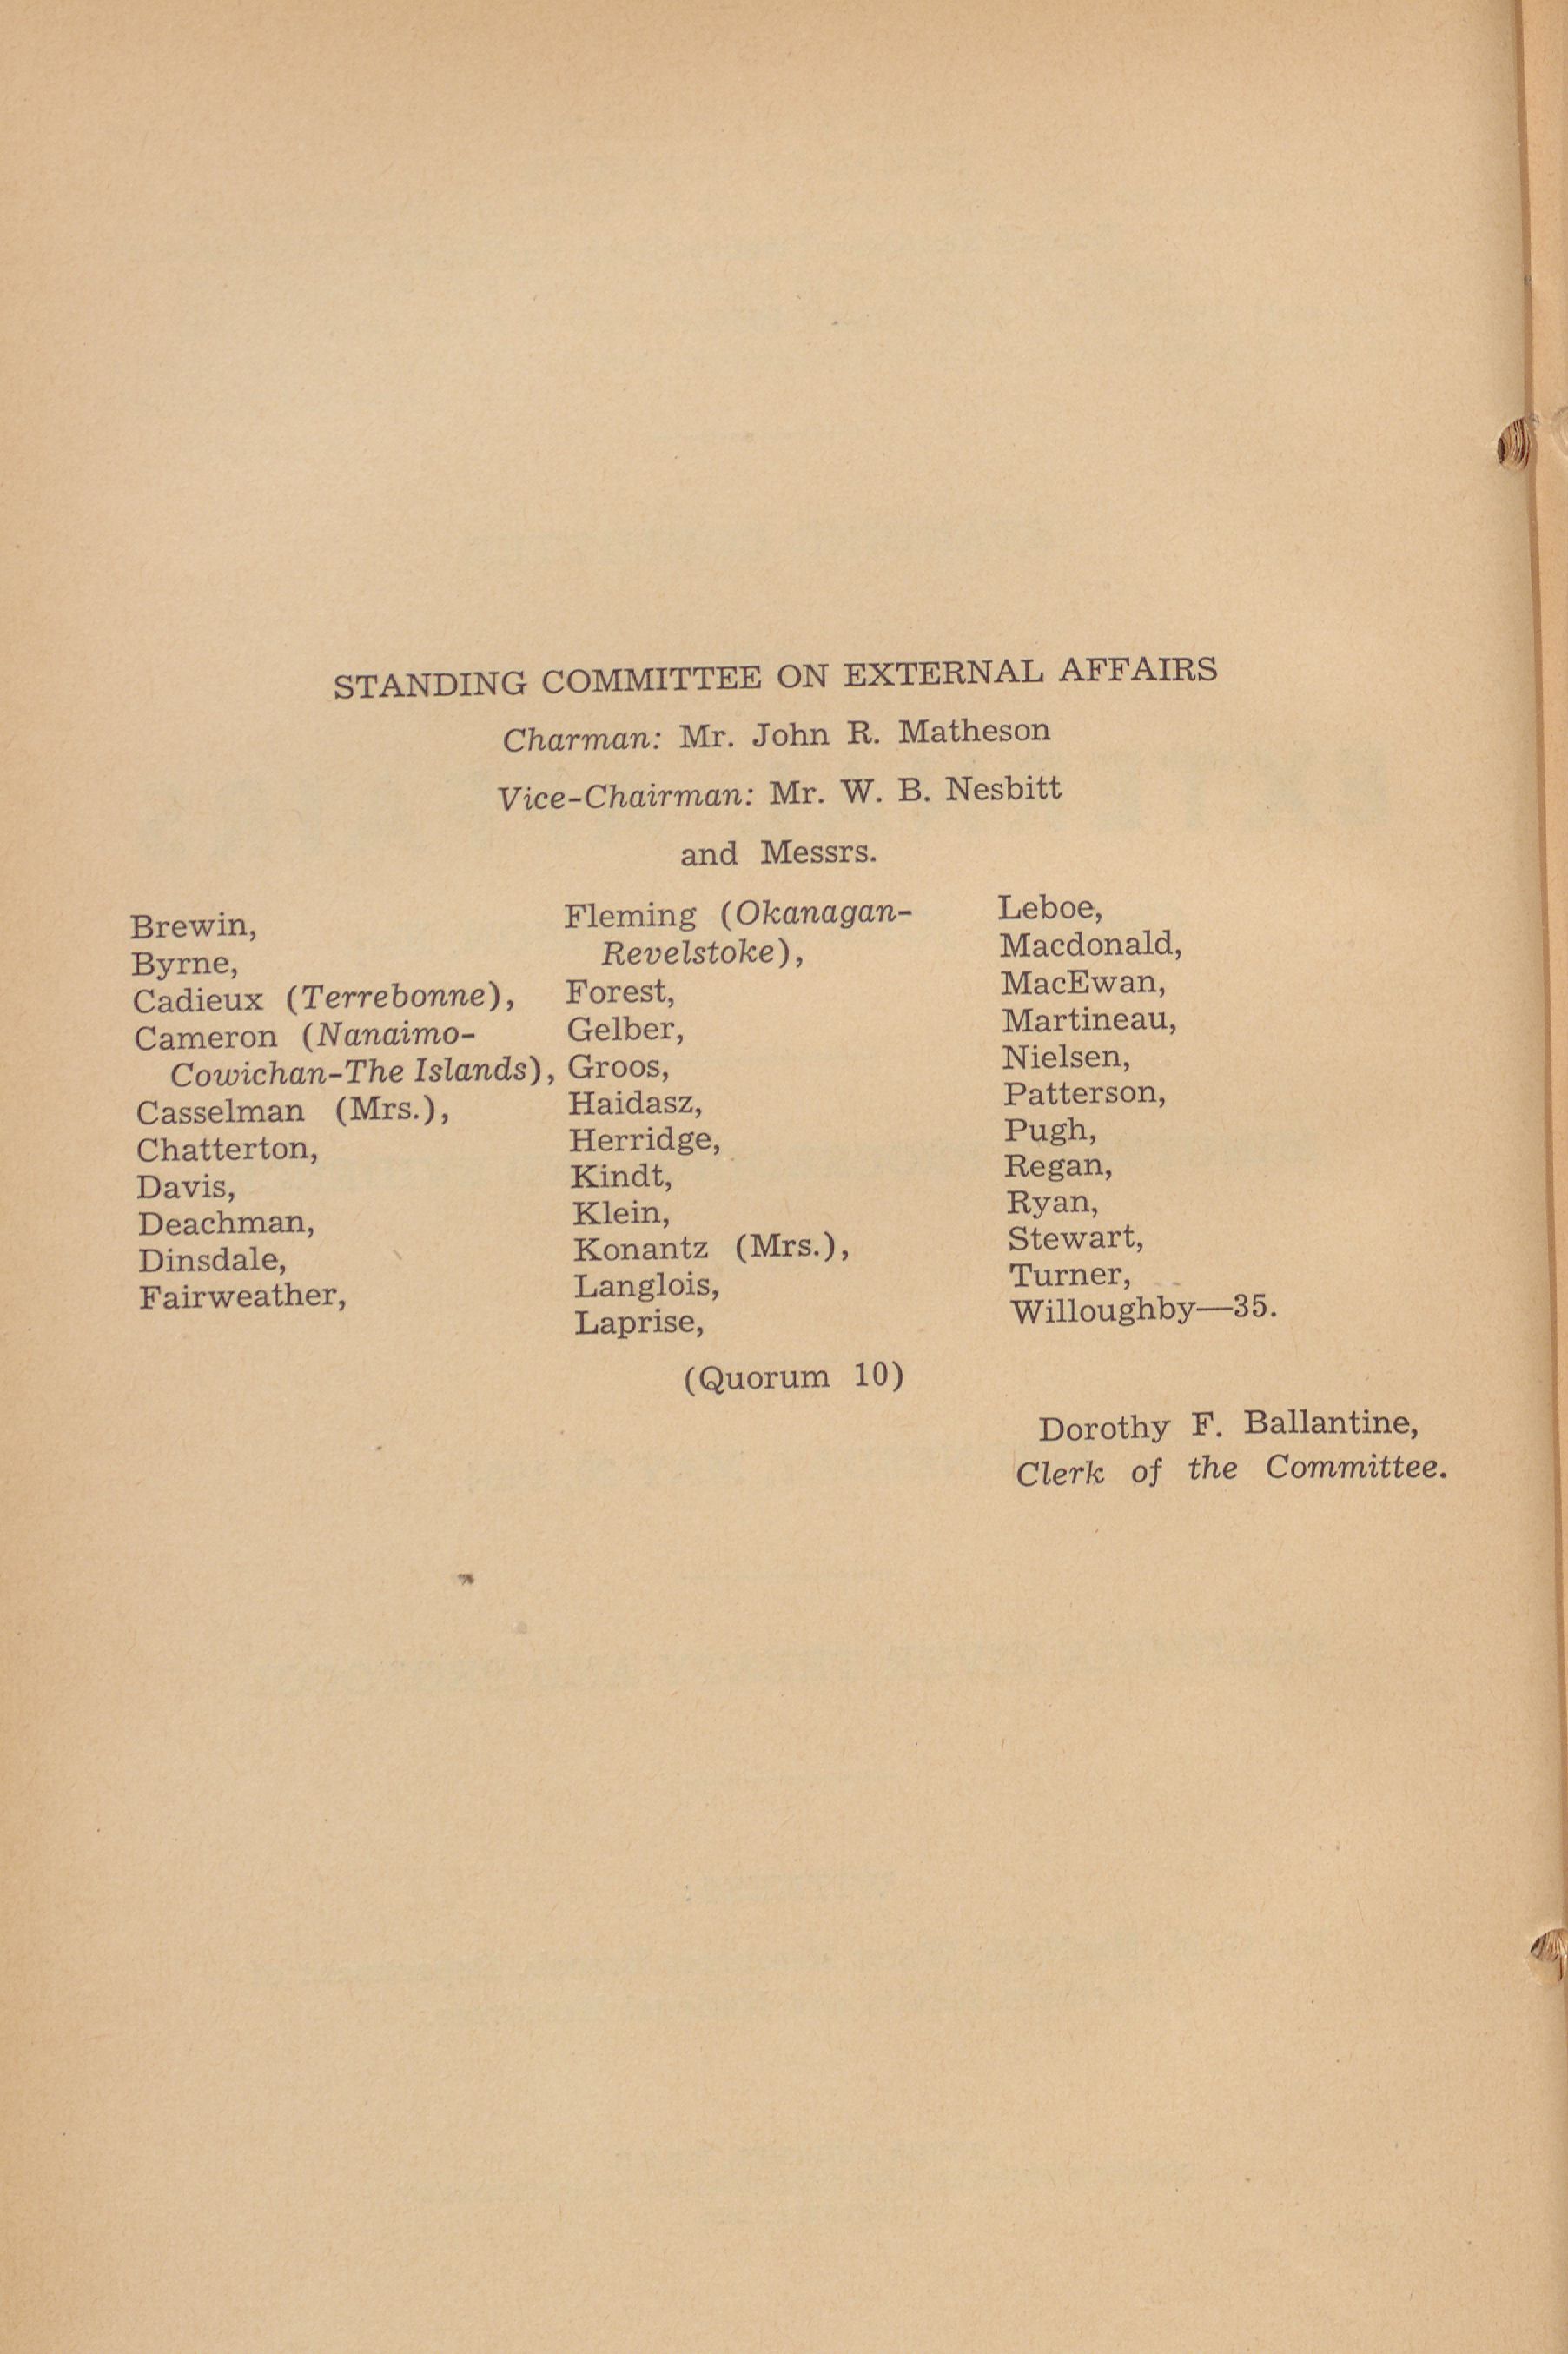 STANDING COMMITTEE ON EXTERNAL AFFAIRS
Charman: Mr. John R. Matheson
Vice-Chairman: Mr. W. B. Nesbitt
and Messrs.
Brewin,
Byrne,
Cadieux (Terrebonne),
Cameron (Nanaimo-
Cowichan-The Islands),
Casselman (Mrs.),
Chatterton,
Davis,
Deachman,
Dinsdale,
Fairweather,
Fleming (Okanagan-
Revelstoke),
Forest,
Gelber,
Groos,
Haidasz,
Herridge,
Kindt,
Klein,
Konantz (Mrs.),
Langlois,
Laprise,
Leboe,
Macdonald,
MacEwan,
Martineau,
Nielsen,
Patterson,
Pugh,
Regan,
Ryan,
Stewart,
Turner,
Willoughby—35.
(Quorum 10)
Dorothy F. Ballantine,
Clerk of the Committee.